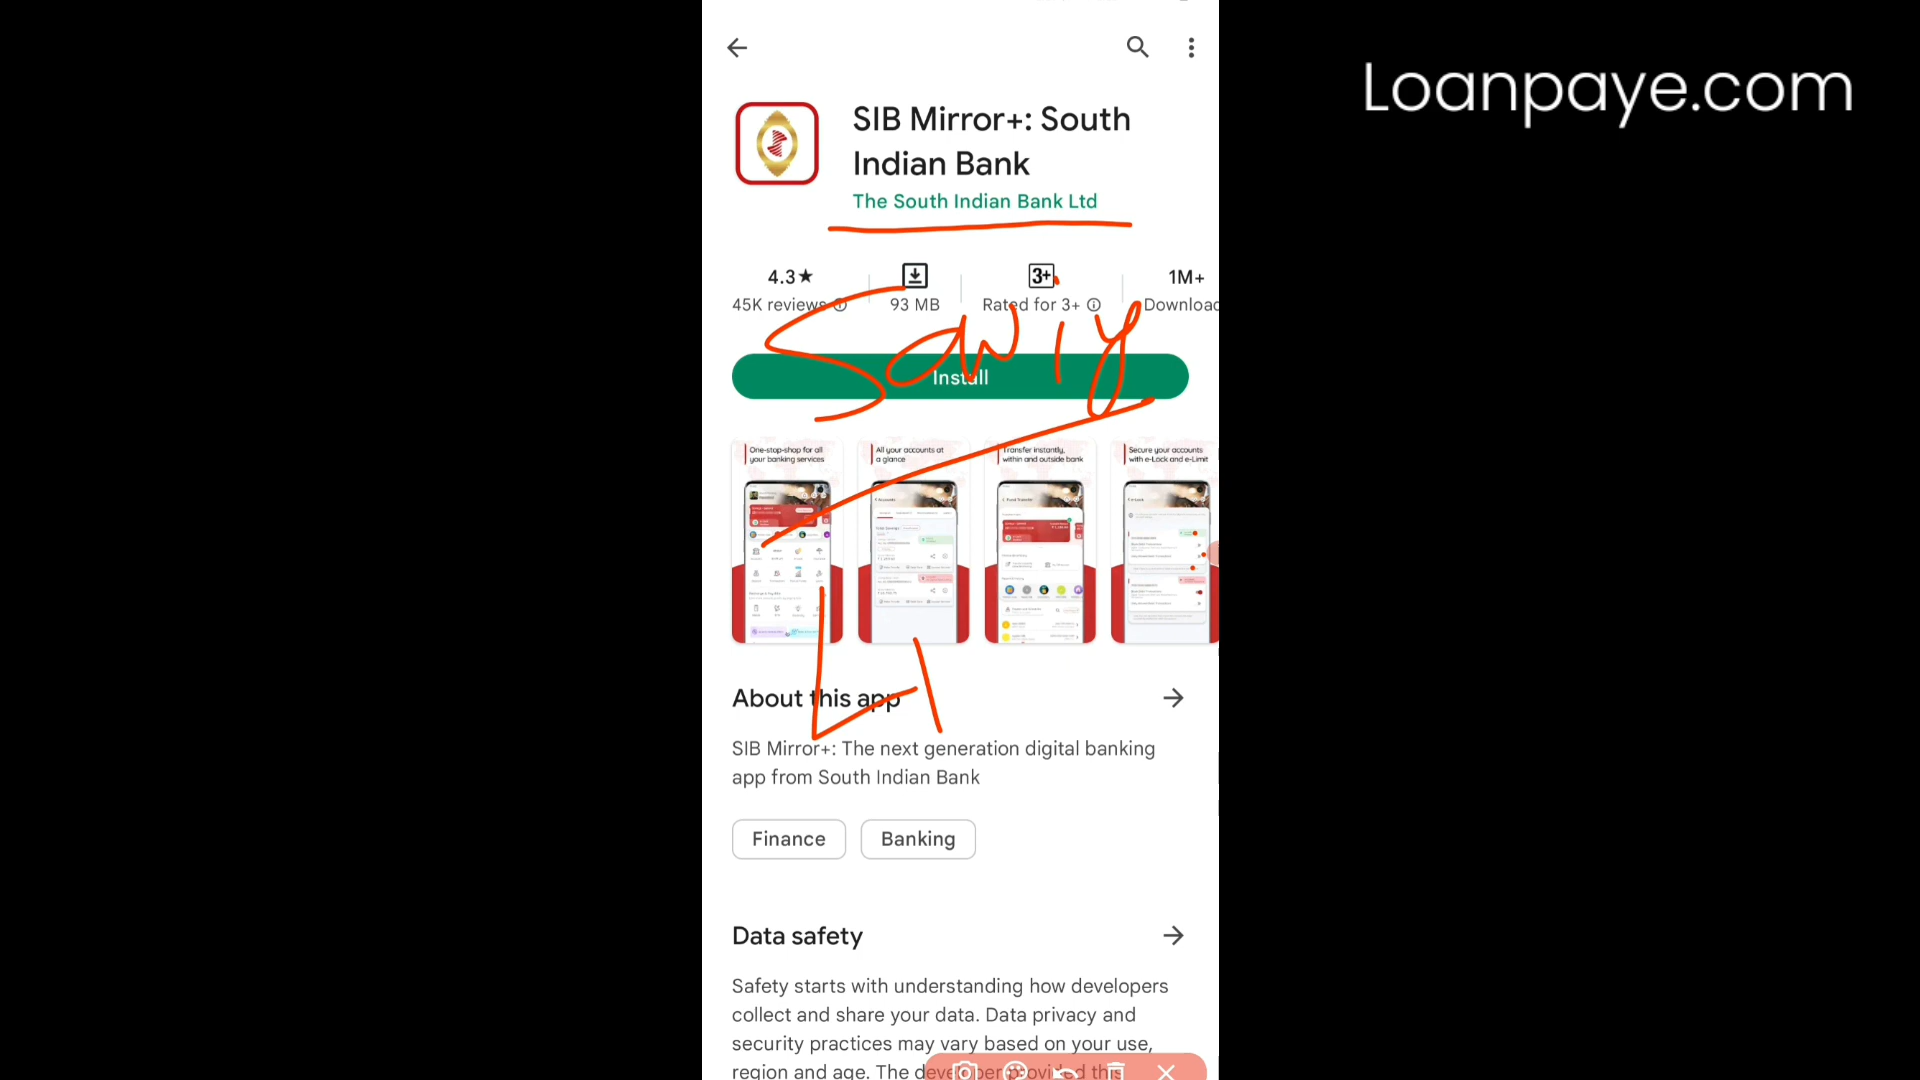 Loanpaye.com
SIB Mirror+: South
Indian Bank
The South Indian Bank Ltd
4.3★
3+
1M+
45K reviews
93 MB
Rated for 3+
Download
Install
One-stop-shop for all
your banking services
All your accounts at
a glance
Transfer instantly,
within and outside bank
Secure your accounts
with e-Lock and e-Limit
About this app
SIB Mirror+: The next generation digital banking
app from South Indian Bank
Finance
Banking
Data safety
Safety starts with understanding how developers
collect and share your data. Data privacy and
security practices may vary based on your use,
region and age. The developer provided this